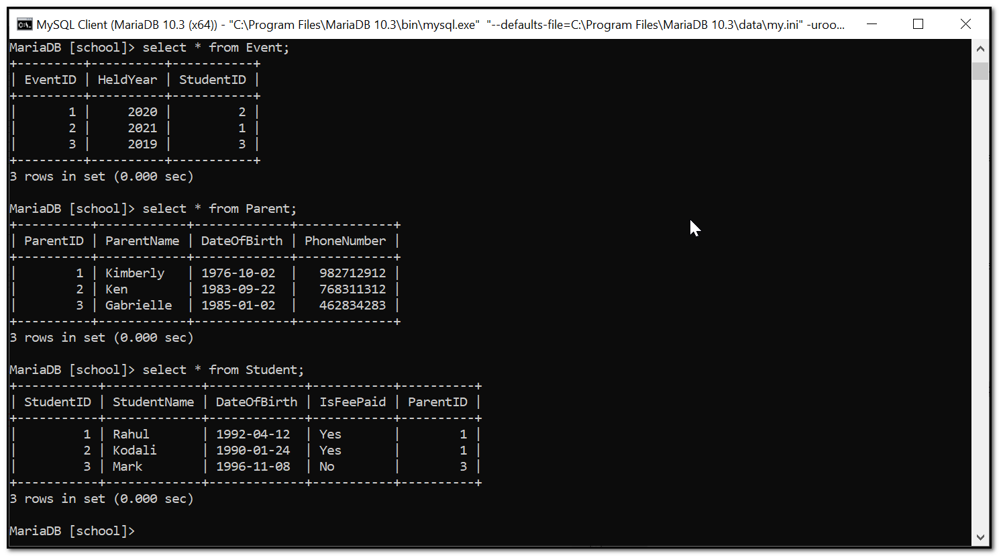 MySQL Client (MariaDB 10.3 (x64)) - "C:\Program Files\MariaDB 10.3\bin\mysql.exe"  "--defaults-file=C:\Program Files\MariaDB 10.3\data\my.ini" -uroo...
MariaDB [school]> select * from Event;
+---------+----------+-----------+
| EventID | HeldYear | StudentID |
+---------+----------+-----------+
|       1 |     2020 |         2 |
|       2 |     2021 |         1 |
|       3 |     2019 |         3 |
+---------+----------+-----------+
3 rows in set (0.000 sec)
MariaDB [school]> select * from Parent;
+----------+------------+-------------+-------------+
| ParentID | ParentName | DateOfBirth | PhoneNumber |
+----------+------------+-------------+-------------+
|        1 | Kimberly   | 1976-10-02  |   982712912 |
|        2 | Ken        | 1983-09-22  |   768311312 |
|        3 | Gabrielle  | 1985-01-02  |   462834283 |
+----------+------------+-------------+-------------+
3 rows in set (0.000 sec)
MariaDB [school]> select * from Student;
+-----------+-------------+-------------+-----------+----------+
| StudentID | StudentName | DateOfBirth | IsFeePaid | ParentID |
+-----------+-------------+-------------+-----------+----------+
|         1 | Rahul       | 1992-04-12  | Yes       |        1 |
|         2 | Kodali      | 1990-01-24  | Yes       |        1 |
|         3 | Mark        | 1996-11-08  | No        |        3 |
+-----------+-------------+-------------+-----------+----------+
3 rows in set (0.000 sec)
MariaDB [school]>